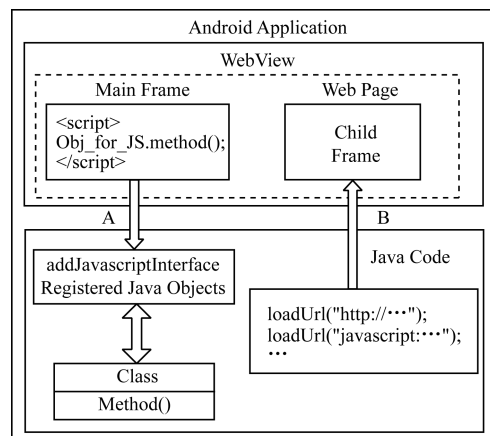 Android Application
WebView
Main Frame
Web Page
<script>
Obj_for_JS.method();
</script>
Child
Frame
A
B
addJavascriptInterface
Registered Java Objects
Java Code
loadUrl("http://⋯");
loadUrl("javascript:⋯");
⋯
Class
Method()